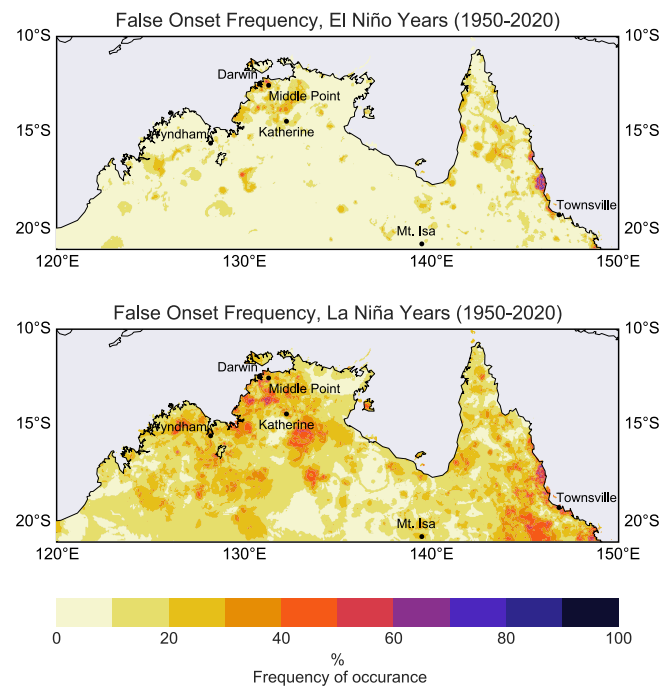 False Onset Frequency, El Niño Years (1950-2020)
10°S
10°S
Darwin
Middle Point
15°S
15°S
Wyndham
Katherine
20°S
20°S
Townsville
Mt. Isa
120°E
130°E
140°E
150°E
False Onset Frequency, La Niña Years (1950-2020)
10°S
10°S
Darwin
Middle Point
15°S
15°S
Wyndham
Katherine
20°S
20°S
Townsville
Mt. Isa
120°E
130°E
140°E
150°E
0 20 40 60 80 100
%
Frequency of occurance